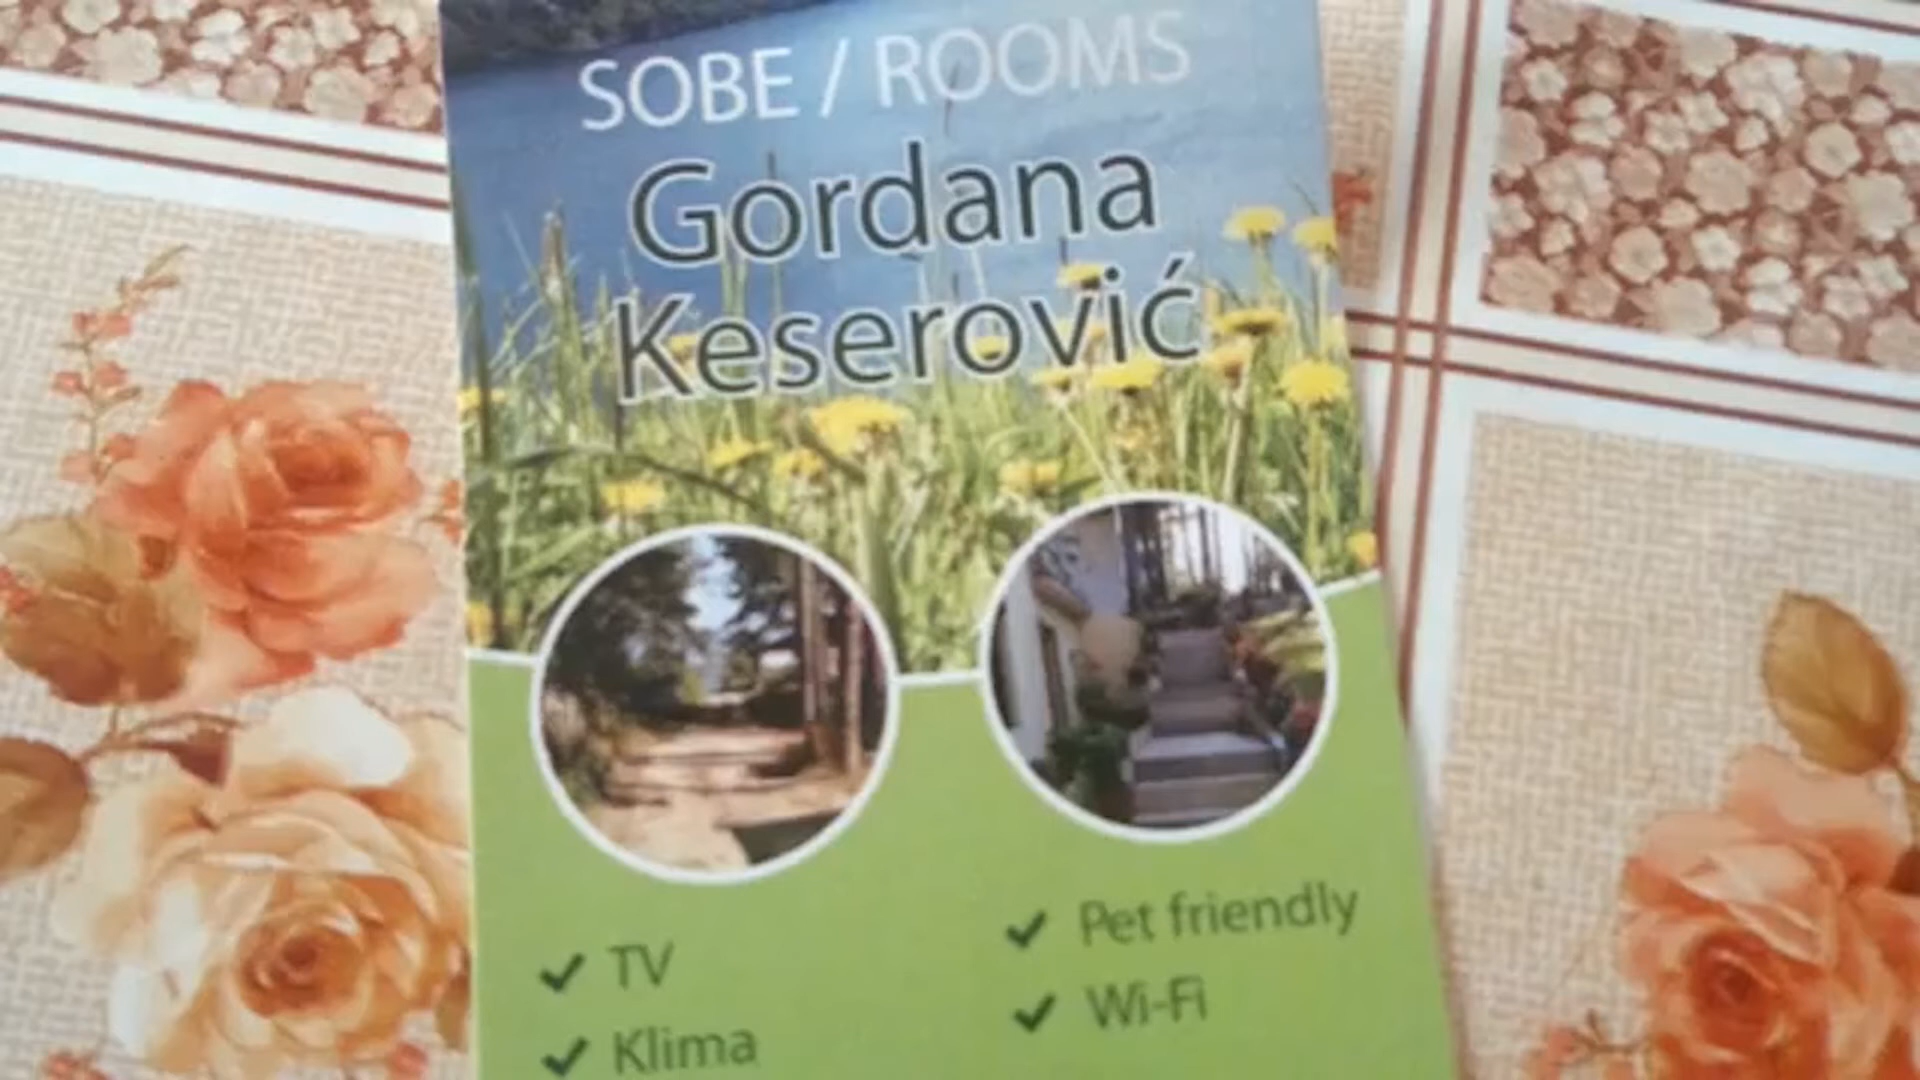 SOBE / ROOMS
Gordana
Keserović
✓ TV
✓ Klima
✓ Pet friendly
✓ Wi-Fi